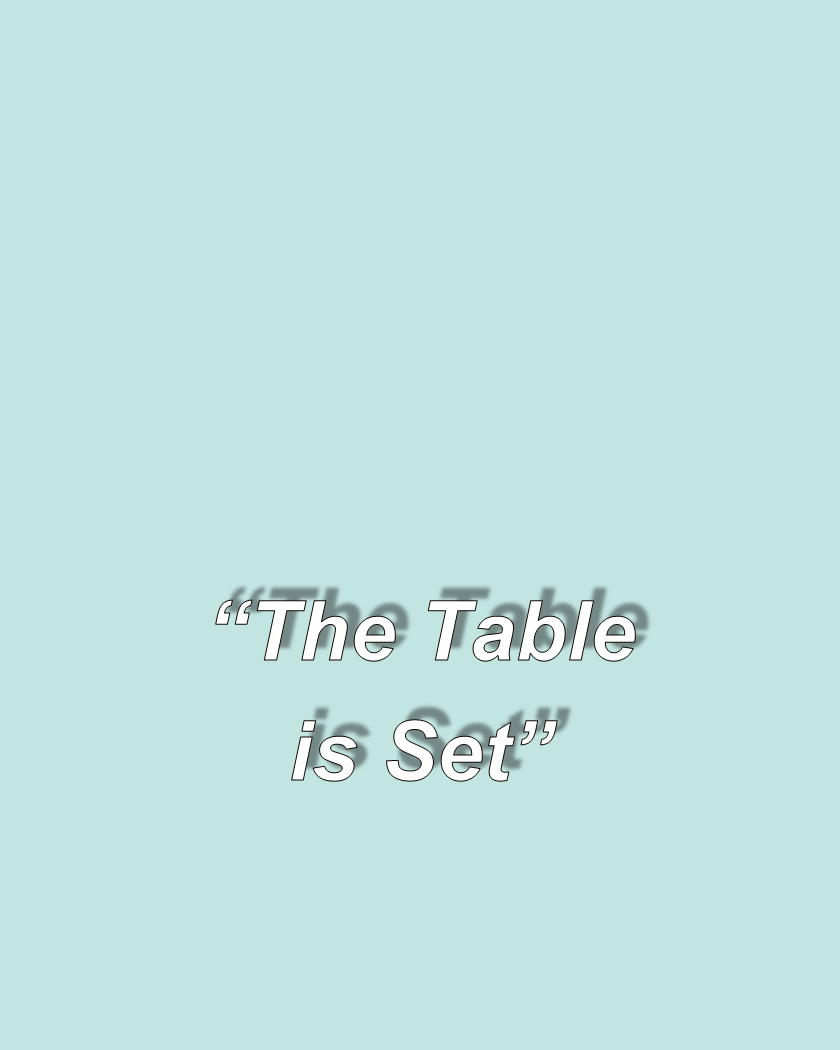 “The Table
is Set”